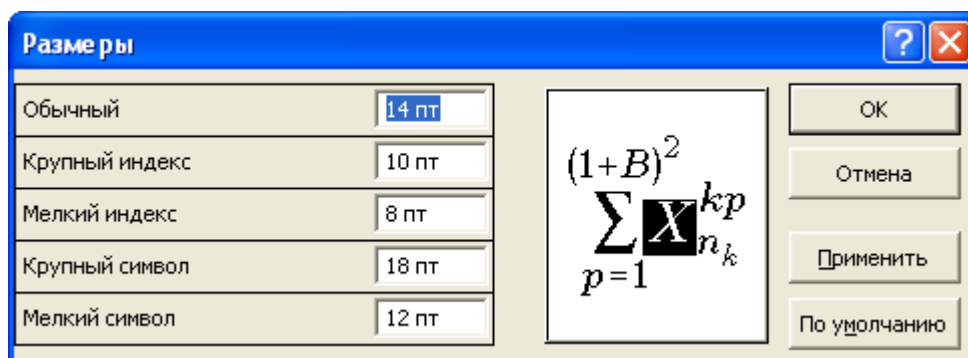 Размеры
Обычный 14 пт
Крупный индекс 10 пт
Мелкий индекс 8 пт
Крупный символ 18 пт
Мелкий символ 12 пт
(1+B)²
∑ X kp
n k
p=1
?
OK
Отмена
Применить
По умолчанию